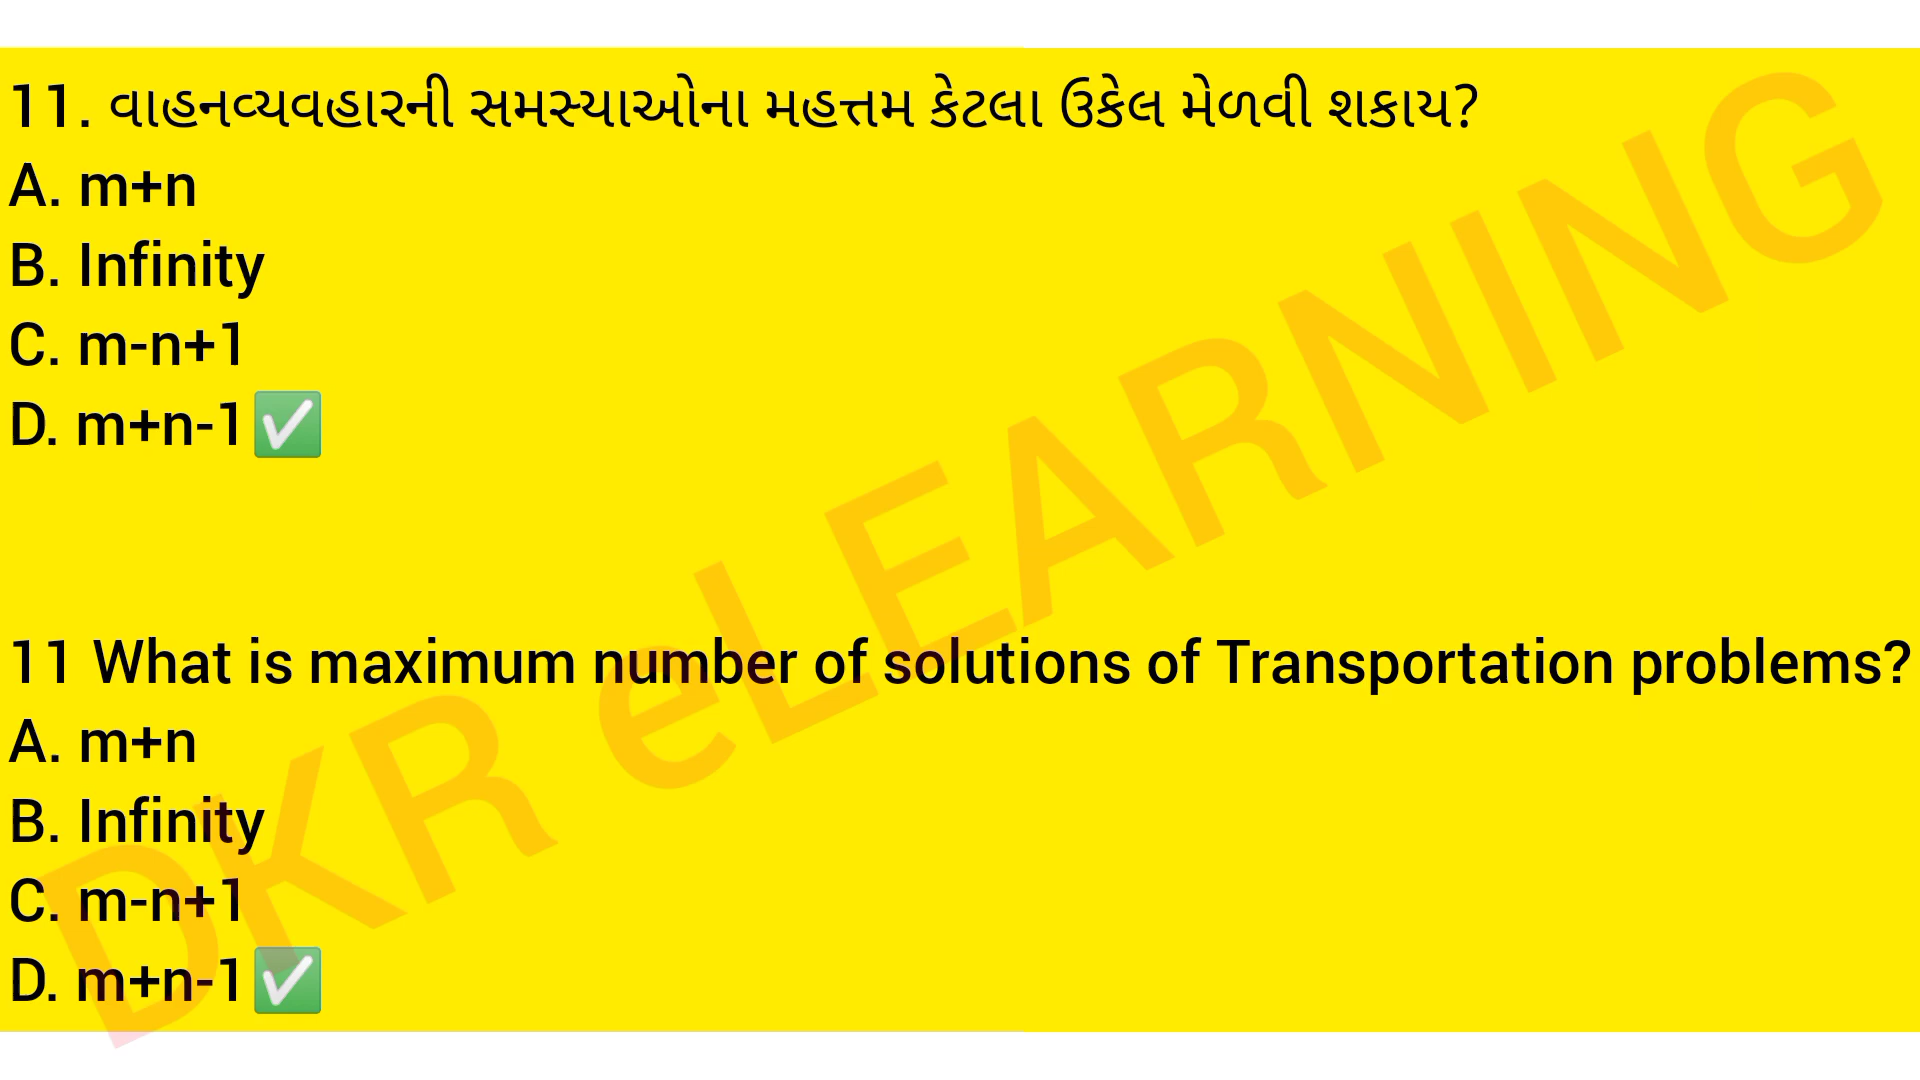 11. વાહનવ્યવહારની સમસ્યાઓના મહત્તમ કેટલા ઉકેલ મેળવી શકાય?
A. m+n
B. Infinity
C. m-n+1
D. m+n-1✅
11 What is maximum number of solutions of Transportation problems?
A. m+n
B. Infinity
C. m-n+1
D. m+n-1✅
DKR eLEARNING